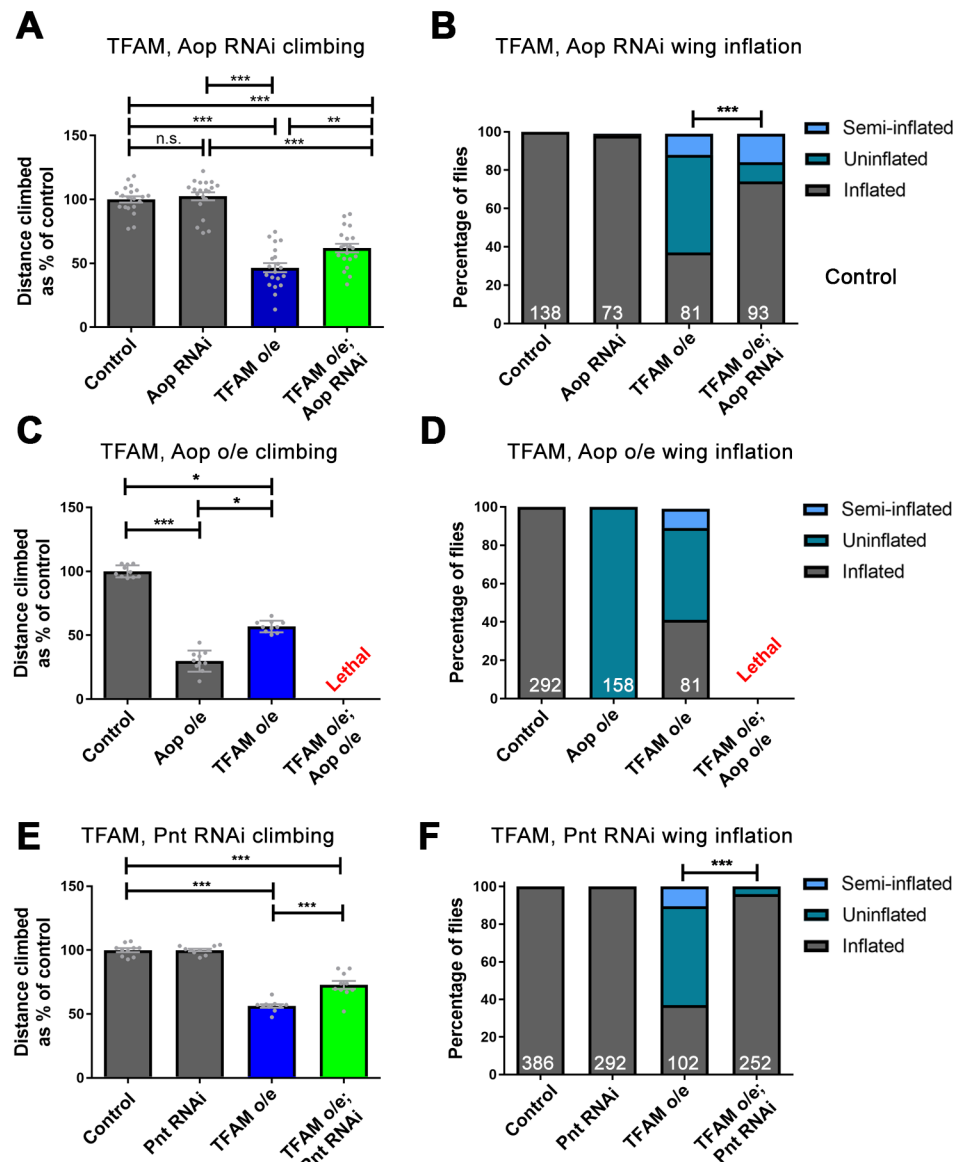 A
TFAM, Aop RNAi climbing
***
***
***
**
n.s.
***
150
100
50
0
Distance climbed
as % of control
Control
Aop RNAi
TFAM o/e
TFAM o/e;
Aop RNAi
B
TFAM, Aop RNAi wing inflation
***
100
80
60
40
20
0
Percentage of flies
138
73
81
93
Control
Aop RNAi
TFAM o/e
TFAM o/e;
Aop RNAi
Semi-inflated
Uninflated
Inflated
Control
C
TFAM, Aop o/e climbing
*
*
***
150
100
50
0
Distance climbed
as % of control
Lethal
Control
Aop o/e
TFAM o/e
TFAM o/e;
Aop o/e
D
TFAM, Aop o/e wing inflation
100
80
60
40
20
0
Percentage of flies
292
158
81
Lethal
Control
Aop o/e
TFAM o/e
TFAM o/e;
Aop o/e
Semi-inflated
Uninflated
Inflated
E
TFAM, Pnt RNAi climbing
***
***
***
150
100
50
0
Distance climbed
as % of control
Control
Pnt RNAi
TFAM o/e
TFAM o/e;
Pnt RNAi
F
TFAM, Pnt RNAi wing inflation
***
100
80
60
40
20
0
Percentage of flies
386
292
102
252
Control
Pnt RNAi
TFAM o/e
TFAM o/e;
Pnt RNAi
Semi-inflated
Uninflated
Inflated